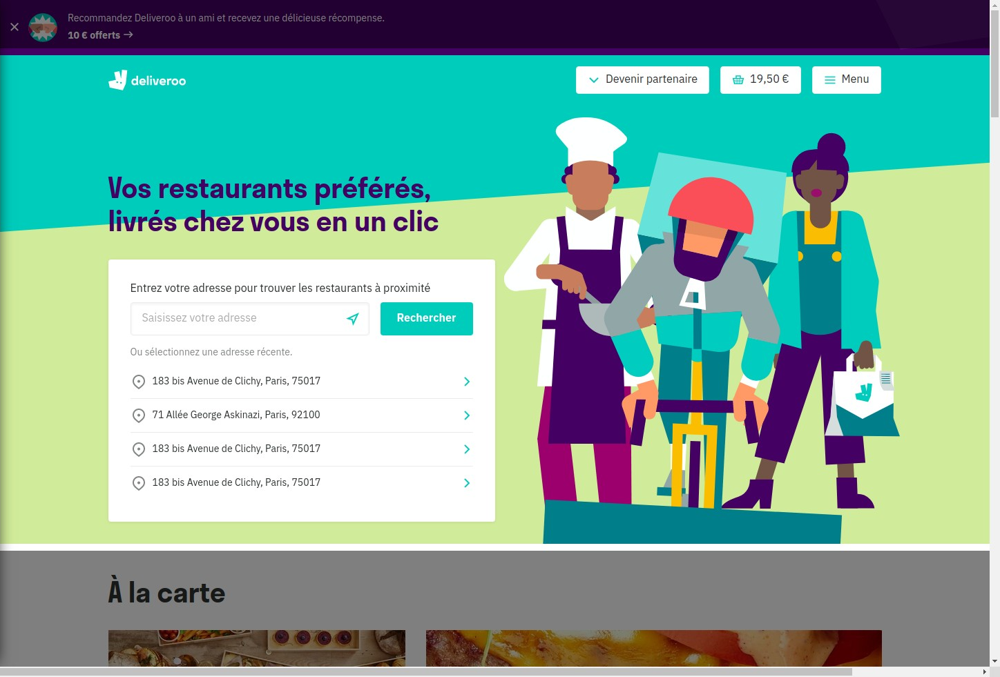 Recommandez Deliveroo à un ami et recevez une délicieuse récompense.
10 € offerts →
deliveroo
Devenir partenaire
19,50 €
Menu
Vos restaurants préférés,
livrés chez vous en un clic
Entrez votre adresse pour trouver les restaurants à proximité
Saisissez votre adresse
Rechercher
Ou sélectionnez une adresse récente.
183 bis Avenue de Clichy, Paris, 75017
71 Allée George Askinazi, Paris, 92100
183 bis Avenue de Clichy, Paris, 75017
183 bis Avenue de Clichy, Paris, 75017
À la carte